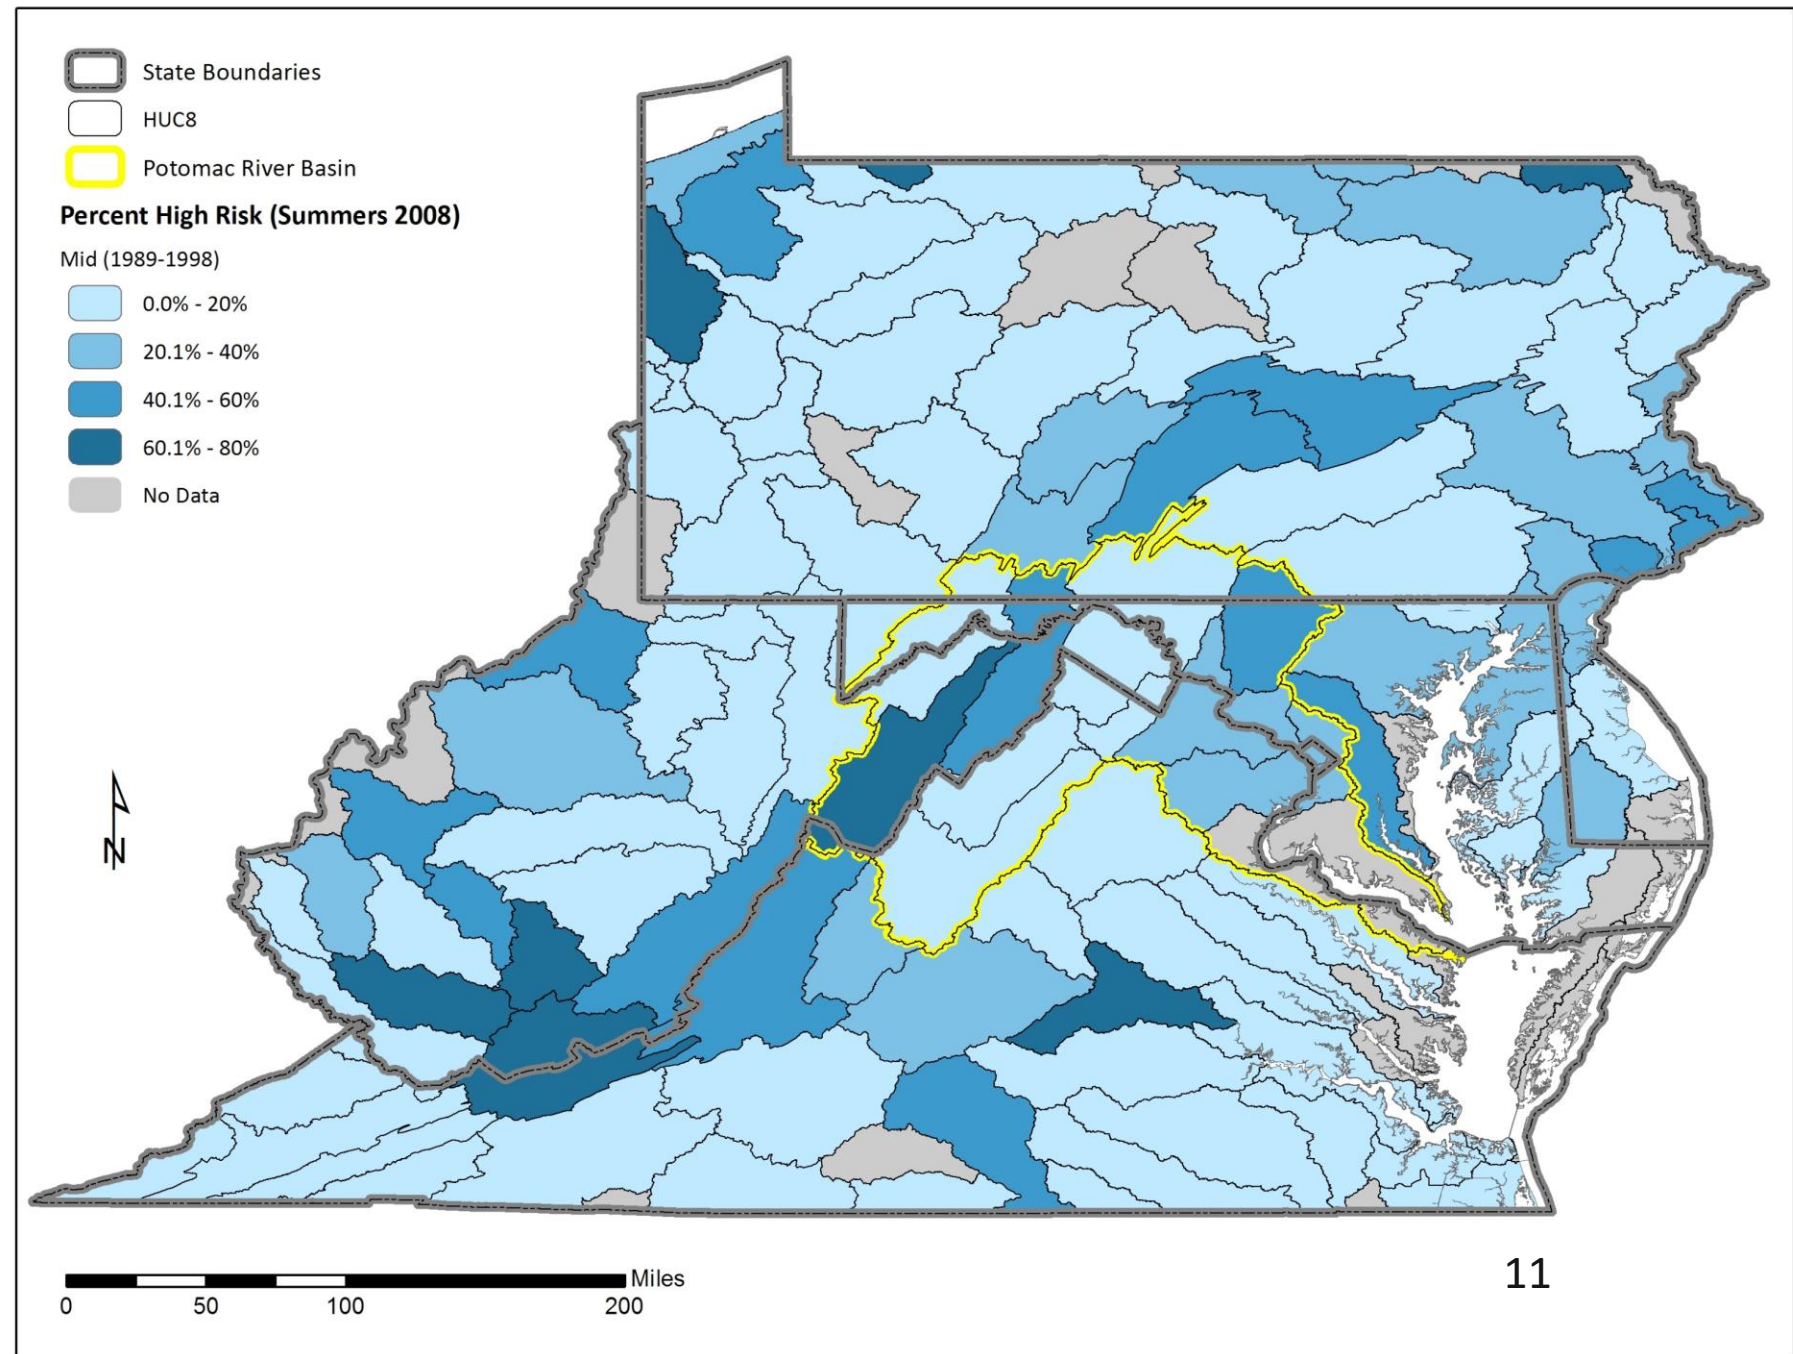 State Boundaries
HUC8
Potomac River Basin
Percent High Risk (Summers 2008)
Mid (1989-1998)
0.0% - 20%
20.1% - 40%
40.1% - 60%
60.1% - 80%
No Data
N
Miles
0 50 100 200
11